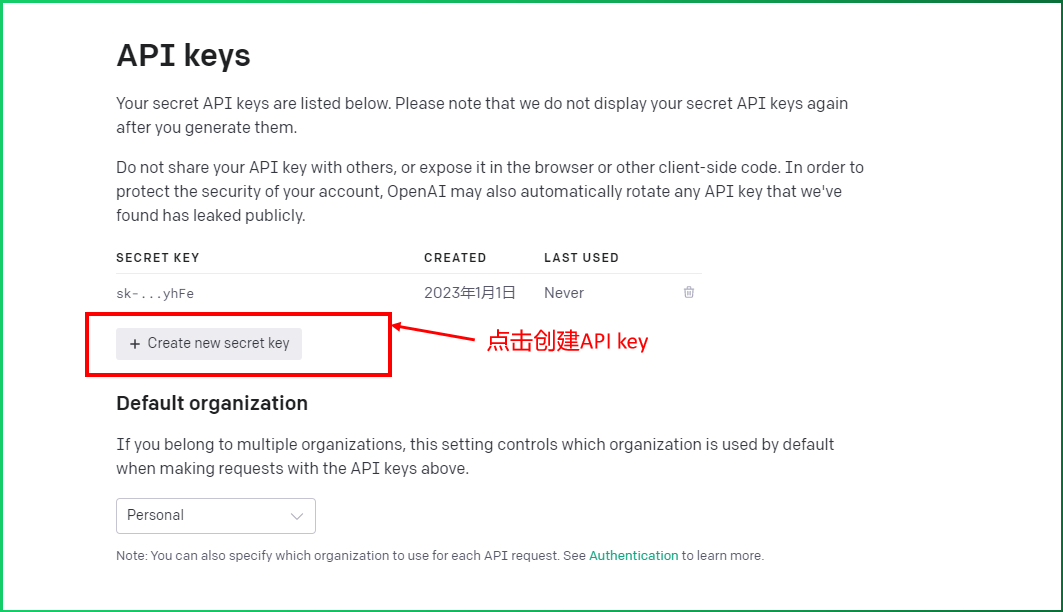 API keys
Your secret API keys are listed below. Please note that we do not display your secret API keys again
after you generate them.
Do not share your API key with others, or expose it in the browser or other client-side code. In order to
protect the security of your account, OpenAI may also automatically rotate any API key that we've
found has leaked publicly.
SECRET KEY CREATED LAST USED
sk-...yhFe 2023年1月1日 Never
+ Create new secret key
点击创建API key
Default organization
If you belong to multiple organizations, this setting controls which organization is used by default
when making requests with the API keys above.
Personal
Note: You can also specify which organization to use for each API request. See Authentication to learn more.